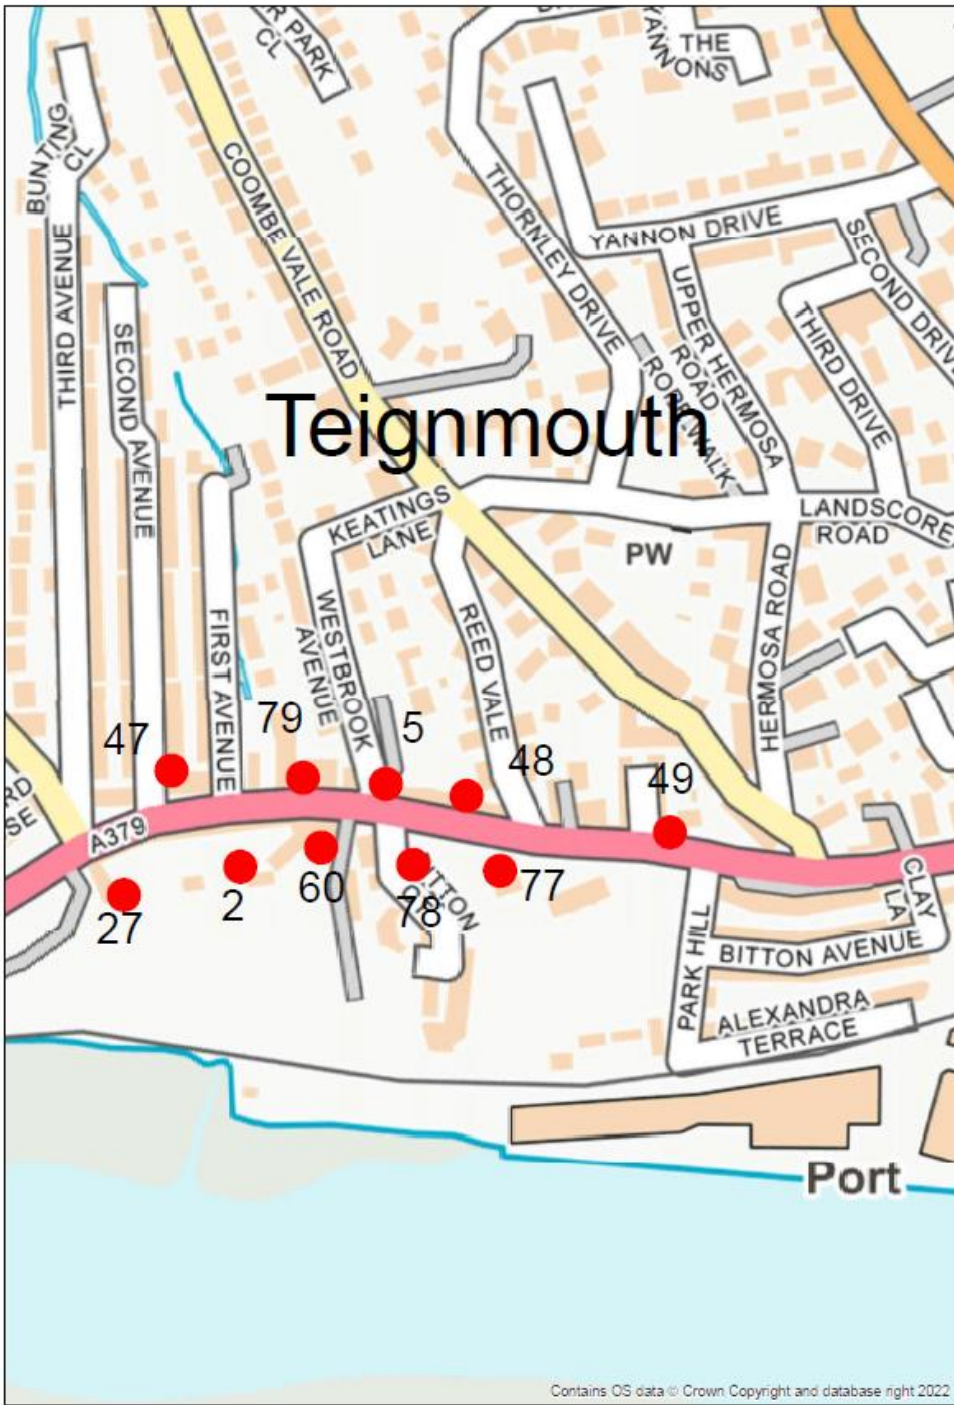 R PARK
CL
THE
YANNONS
BUNTING
CL
COOMBE VALE ROAD
THORNLEY DRIVE
YANNON DRIVE
SECOND DRIVE
THIRD AVENUE
SECOND
AVENUE
UPPER HERMOSA
ROAD
THIRD DRIVE
Teignmouth
KEATINGS
LANE
LANDSCORE
ROAD
PW
FIRST AVENUE
WESTBROOK
AVENUE
REED VALE
HERMOSA ROAD
47
79
5
48
49
RD
SE
A379
27
2
60
78
77
CLAY
LA
PARK HILL
BITTON AVENUE
ALEXANDRA
TERRACE
Port
Contains OS data © Crown Copyright and database right 2022